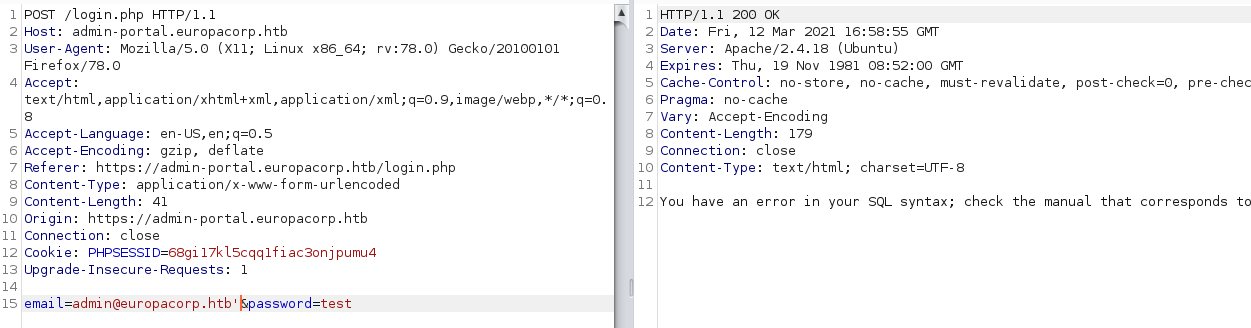 1 POST /login.php HTTP/1.1
2 Host: admin-portal.europacorp.htb
3 User-Agent: Mozilla/5.0 (X11; Linux x86_64; rv:78.0) Gecko/20100101
Firefox/78.0
4 Accept:
text/html,application/xhtml+xml,application/xml;q=0.9,image/webp,*/*;q=0.
8
5 Accept-Language: en-US,en;q=0.5
6 Accept-Encoding: gzip, deflate
7 Referer: https://admin-portal.europacorp.htb/login.php
8 Content-Type: application/x-www-form-urlencoded
9 Content-Length: 41
10 Origin: https://admin-portal.europacorp.htb
11 Connection: close
12 Cookie: PHPSESSID=68gi17kl5cqq1fiac3onjpumu4
13 Upgrade-Insecure-Requests: 1
14
15 email=admin@europacorp.htb'&password=test
1 HTTP/1.1 200 OK
2 Date: Fri, 12 Mar 2021 16:58:55 GMT
3 Server: Apache/2.4.18 (Ubuntu)
4 Expires: Thu, 19 Nov 1981 08:52:00 GMT
5 Cache-Control: no-store, no-cache, must-revalidate, post-check=0, pre-chec
6 Pragma: no-cache
7 Vary: Accept-Encoding
8 Content-Length: 179
9 Connection: close
10 Content-Type: text/html; charset=UTF-8
11
12 You have an error in your SQL syntax; check the manual that corresponds to